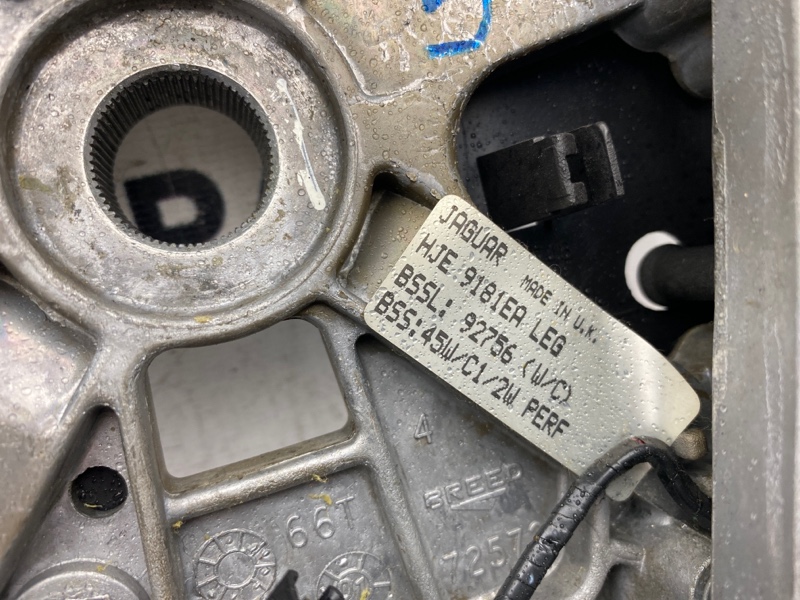 JAGUAR MADE IN U.K.
HJE 9181EA LEG
BSSL: 92756 (W/C)
BSS:45W/C1/2W PERF
4
BREED
66T